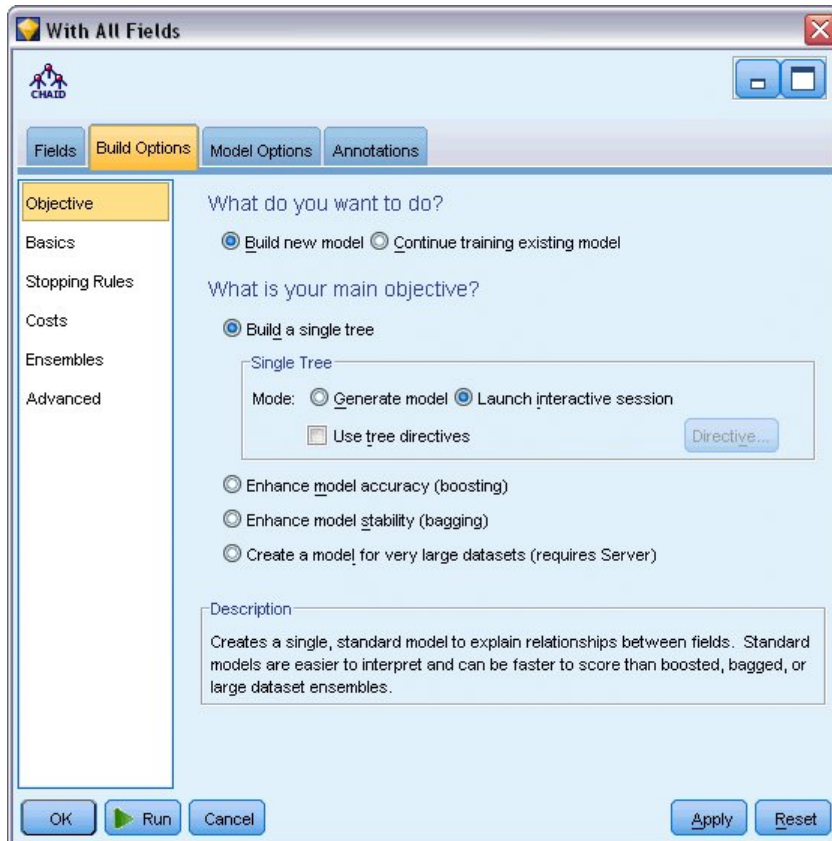 With All Fields
CHAID
Fields Build Options Model Options Annotations
Objective
Basics
Stopping Rules
Costs
Ensembles
Advanced
What do you want to do?
Build new model Continue training existing model
What is your main objective?
Build a single tree
Single Tree
Mode: Generate model Launch interactive session
Use tree directives Directive...
Enhance model accuracy (boosting)
Enhance model stability (bagging)
Create a model for very large datasets (requires Server)
Description
Creates a single, standard model to explain relationships between fields. Standard
models are easier to interpret and can be faster to score than boosted, bagged, or
large dataset ensembles.
OK Run Cancel Apply Reset